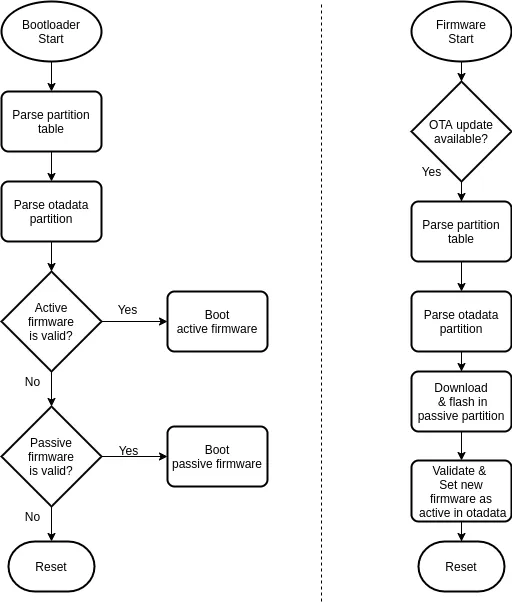 Bootloader
Start
Parse partition
table
Parse otadata
partition
Active
firmware
is valid?
Yes
Boot
active firmware
No
Passive
firmware
is valid?
Yes
Boot
passive firmware
No
Reset
Firmware
Start
OTA update
available?
Yes
Parse partition
table
Parse otadata
partition
Download
& flash in
passive partition
Validate &
Set new
firmware as
active in otadata
Reset